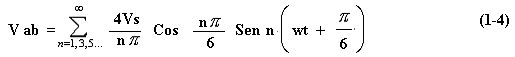 V ab = ∞∑n=1,3,5... 4Vs/nπ Cos nπ/6 Sen n (wt + π/6) (1-4)